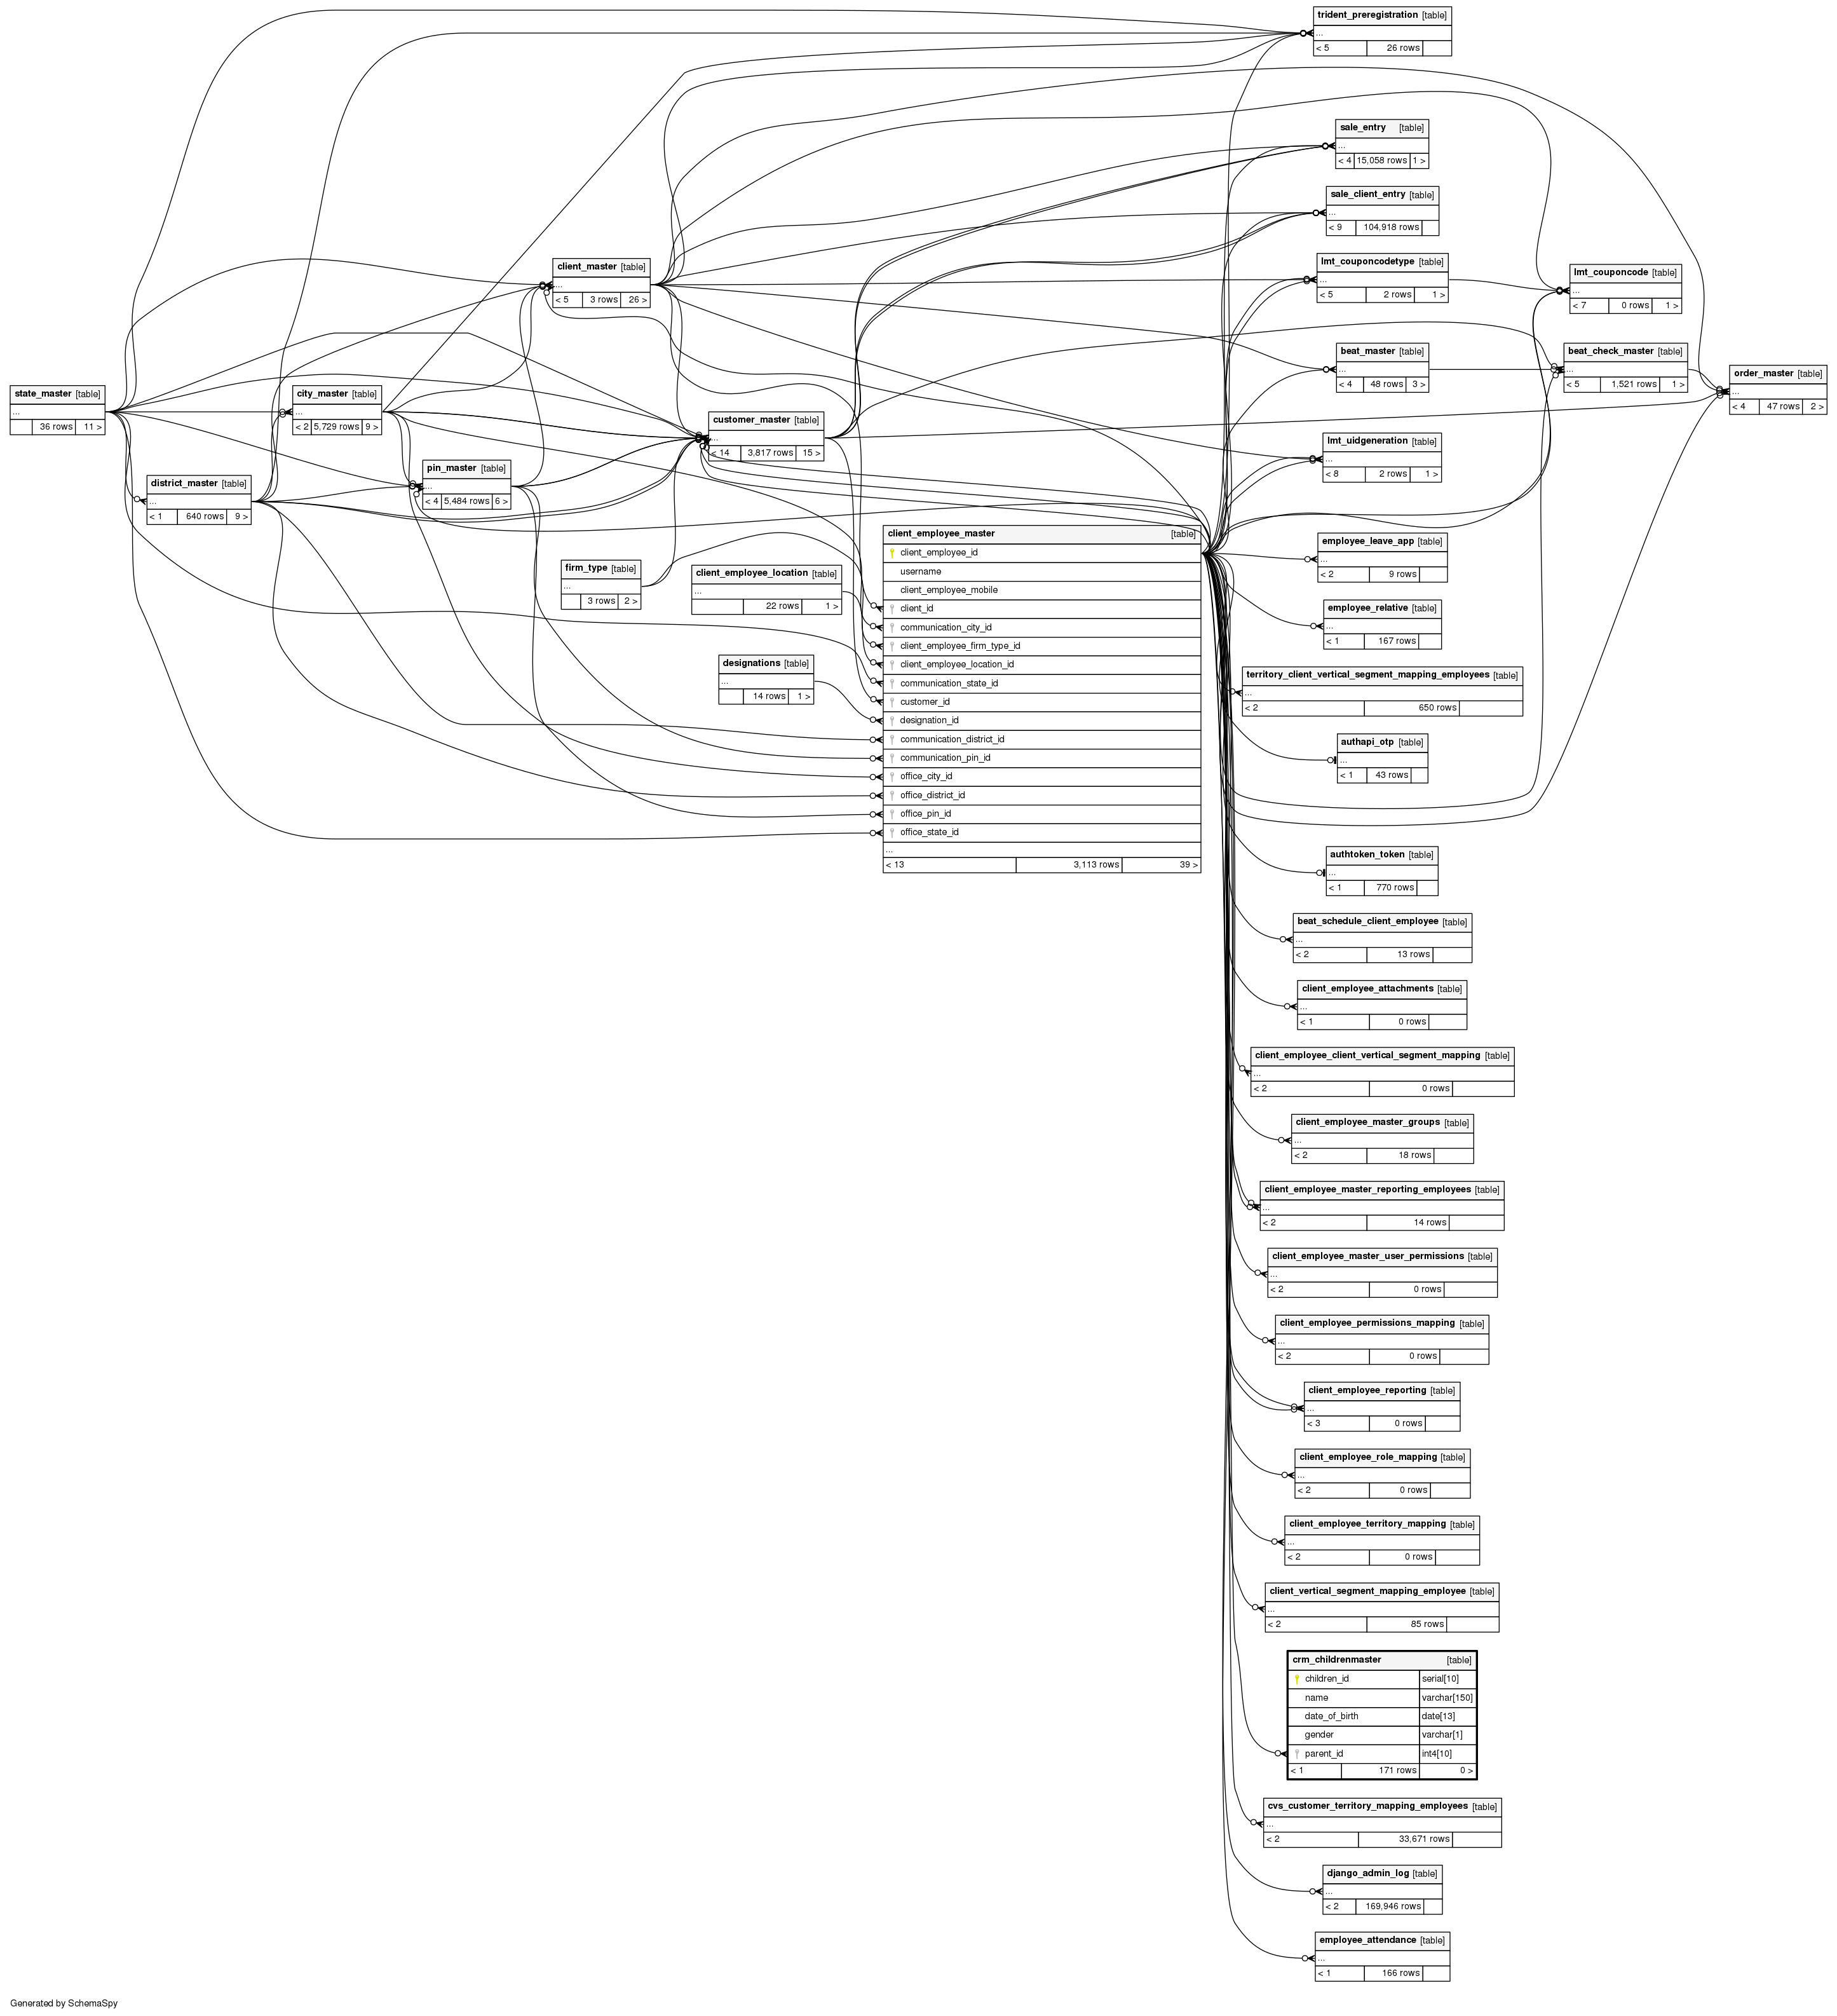 trident_preregistration [table]
...
< 5 26 rows
sale_entry [table]
...
< 4 15,058 rows 1 >
sale_client_entry [table]
...
< 9 104,918 rows
client_master [table]
...
< 5 3 rows 26 >
lmt_couponcodetype [table]
...
< 5 2 rows 1 >
lmt_couponcode [table]
...
< 7 0 rows 1 >
beat_master [table]
...
< 4 48 rows 3 >
beat_check_master [table]
...
< 5 1,521 rows 1 >
order_master [table]
...
< 4 47 rows 2 >
state_master [table]
...
36 rows 11 >
city_master [table]
...
< 2 5,729 rows 9 >
customer_master [table]
...
< 14 3,817 rows 15 >
lmt_uidgeneration [table]
...
< 8 2 rows 1 >
pin_master [table]
...
< 4 5,484 rows 6 >
district_master [table]
...
< 1 640 rows 9 >
firm_type [table]
...
3 rows 2 >
client_employee_location [table]
...
22 rows 1 >
designations [table]
...
14 rows 1 >
client_employee_master [table]
client_employee_id
username
client_employee_mobile
client_id
communication_city_id
client_employee_firm_type_id
client_employee_location_id
communication_state_id
customer_id
designation_id
communication_district_id
communication_pin_id
office_city_id
office_district_id
office_pin_id
office_state_id
...
< 13 3,113 rows 39 >
employee_leave_app [table]
...
< 2 9 rows
employee_relative [table]
...
< 1 167 rows
territory_client_vertical_segment_mapping_employees [table]
...
< 2 650 rows
authapi_otp [table]
...
< 1 43 rows
authtoken_token [table]
...
< 1 770 rows
beat_schedule_client_employee [table]
...
< 2 13 rows
client_employee_attachments [table]
...
< 1 0 rows
client_employee_client_vertical_segment_mapping [table]
...
< 2 0 rows
client_employee_master_groups [table]
...
< 2 18 rows
client_employee_master_reporting_employees [table]
...
< 2 14 rows
client_employee_master_user_permissions [table]
...
< 2 0 rows
client_employee_permissions_mapping [table]
...
< 2 0 rows
client_employee_reporting [table]
...
< 3 0 rows
client_employee_role_mapping [table]
...
< 2 0 rows
client_employee_territory_mapping [table]
...
< 2 0 rows
client_vertical_segment_mapping_employee [table]
...
< 2 85 rows
crm_childrenmaster [table]
children_id serial[10]
name varchar[150]
date_of_birth date[13]
gender varchar[1]
parent_id int4[10]
< 1 171 rows 0 >
cvs_customer_territory_mapping_employees [table]
...
< 2 33,671 rows
django_admin_log [table]
...
< 2 169,946 rows
employee_attendance [table]
...
< 1 166 rows
Generated by SchemaSpy